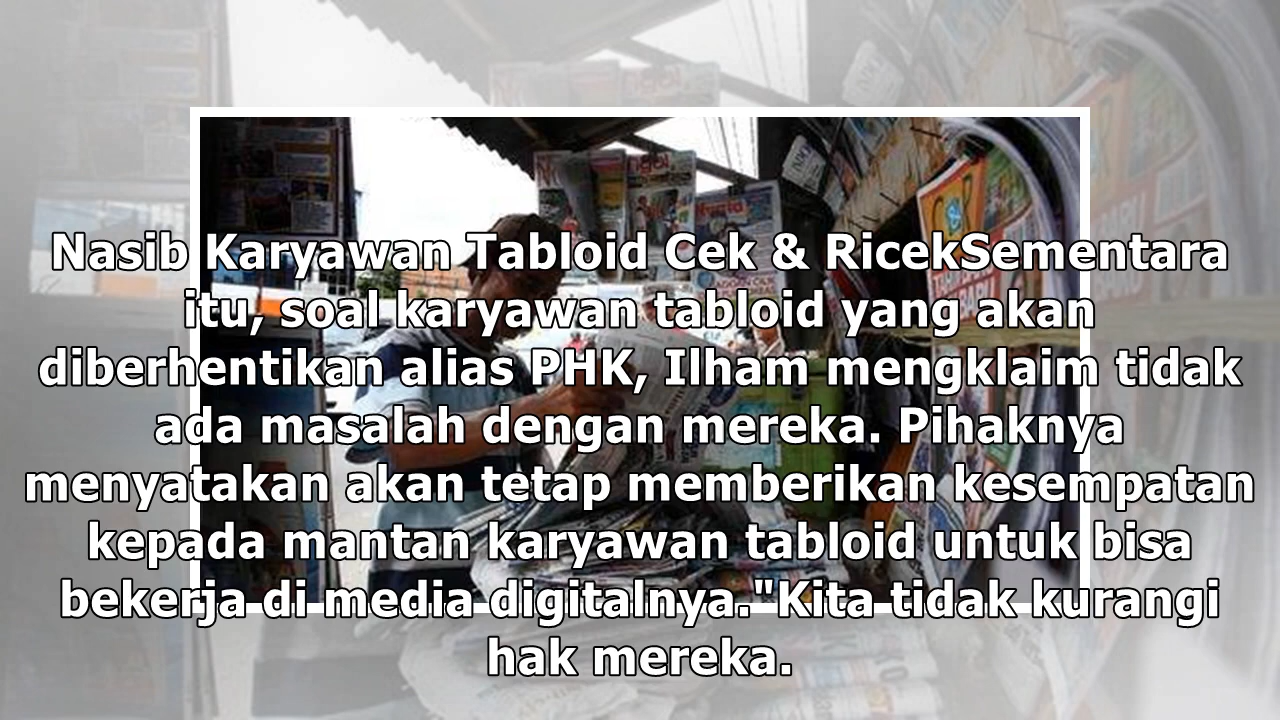 Nasib Karyawan Tabloid Cek & RicekSementara
itu, soal karyawan tabloid yang akan
diberhentikan alias PHK, Ilham mengklaim tidak
ada masalah dengan mereka. Pihaknya
menyatakan akan tetap memberikan kesempatan
kepada mantan karyawan tabloid untuk bisa
bekerja di media digitalnya."Kita tidak kurangi
hak mereka.